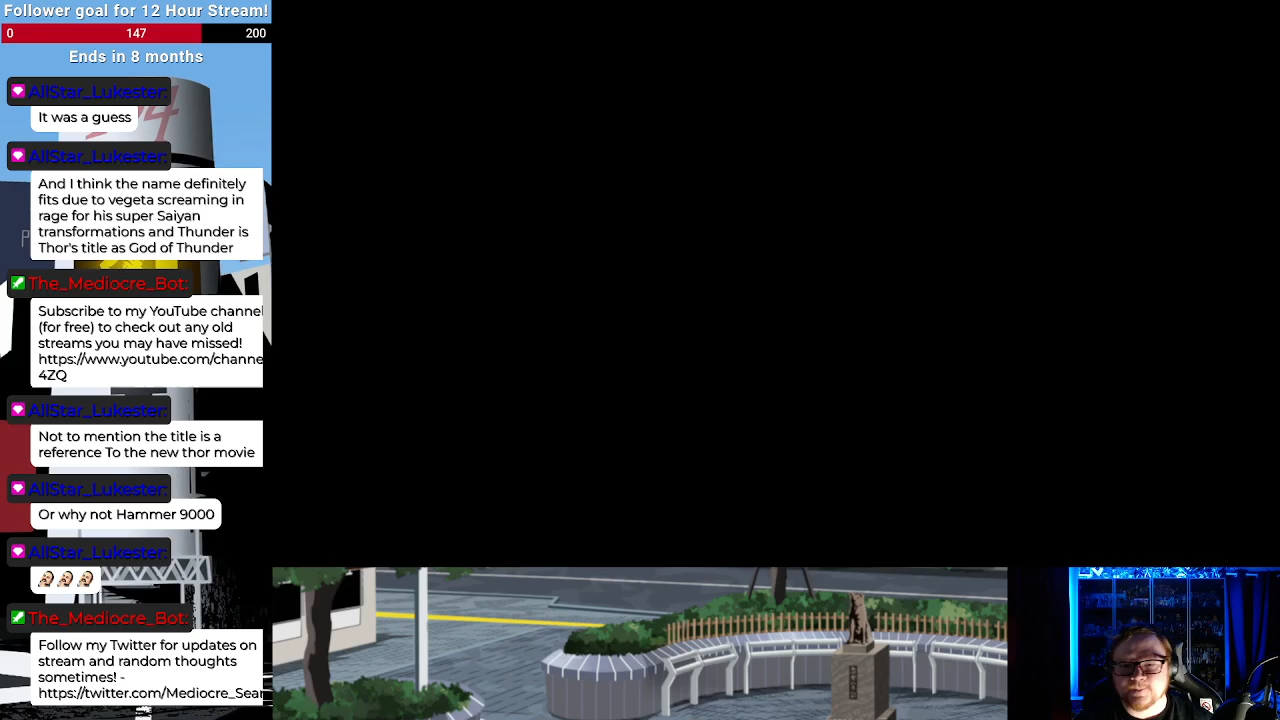 Follower goal for 12 Hour Stream!
0 147 200
Ends in 8 months
AllStar_Lukester:
It was a guess
AllStar_Lukester:
And I think the name definitely
fits due to vegeta screaming in
rage for his super Saiyan
transformations and Thunder is
Thor's title as God of Thunder
The_Mediocre_Bot:
Subscribe to my YouTube channel
(for free) to check out any old
streams you may have missed!
https://www.youtube.com/channe
4ZQ
AllStar_Lukester:
Not to mention the title is a
reference To the new thor movie
AllStar_Lukester:
Or why not Hammer 9000
AllStar_Lukester:
The_Mediocre_Bot:
Follow my Twitter for updates on
stream and random thoughts
sometimes! -
https://twitter.com/Mediocre_Sea